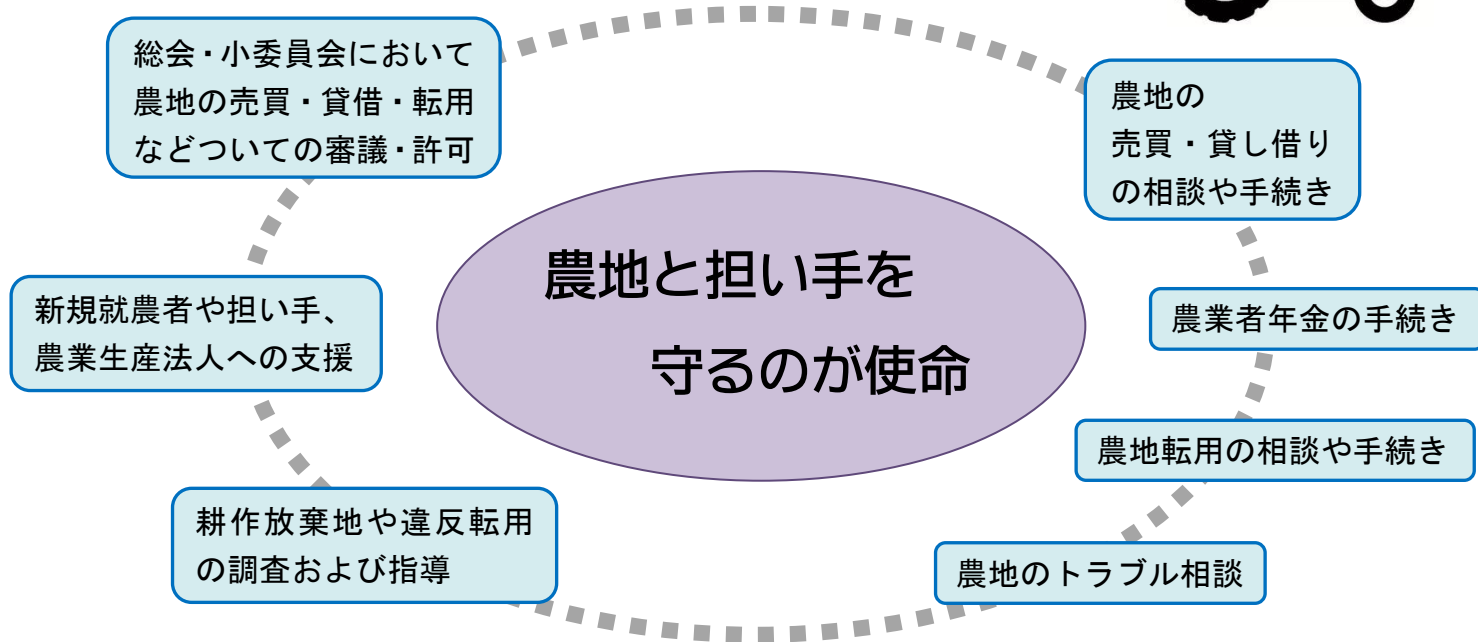 総会・小委員会において
農地の売買・貸借・転用
などついての審議・許可
農地の
売買・貸し借り
の相談や手続き
農地と担い手を
守るのが使命
新規就農者や担い手、
農業生産法人への支援
農業者年金の手続き
農地転用の相談や手続き
耕作放棄地や違反転用
の調査および指導
農地のトラブル相談